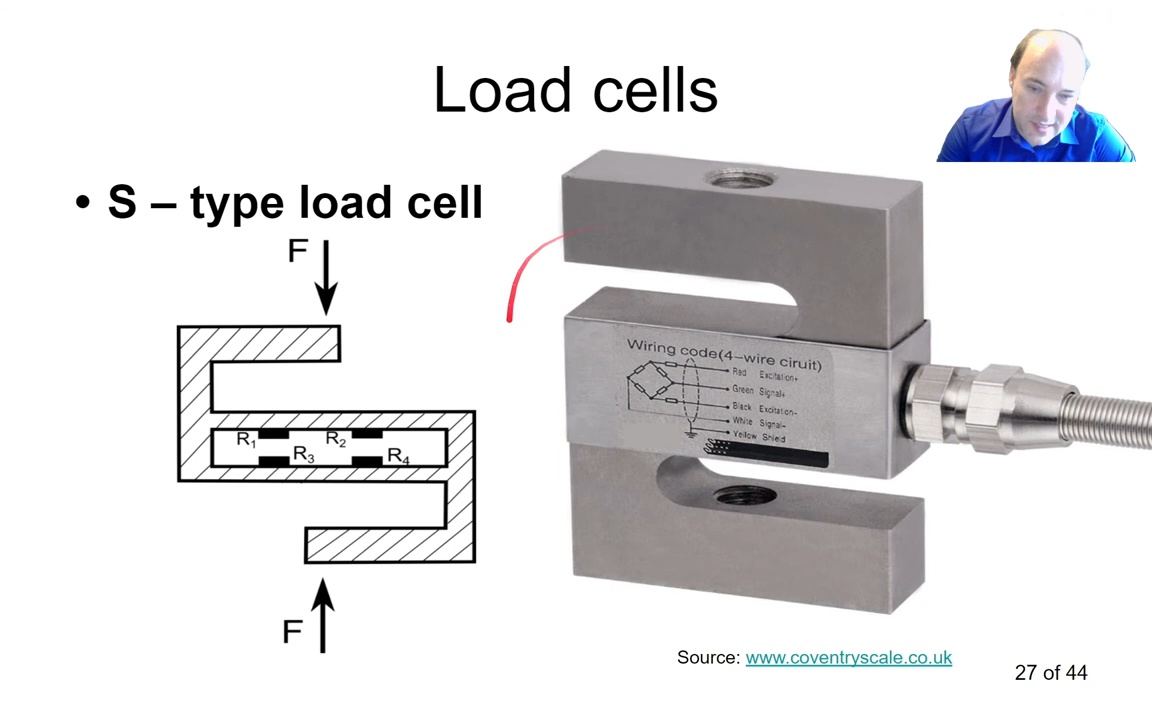 Load cells
• S – type load cell
F
R1
R2
R3
R4
F
Wiring code(4-wire ciruit)
Red Excitation+
Green Signal+
Black Excitation-
White Signal-
Yellow Shield
Source: www.coventryscale.co.uk
27 of 44